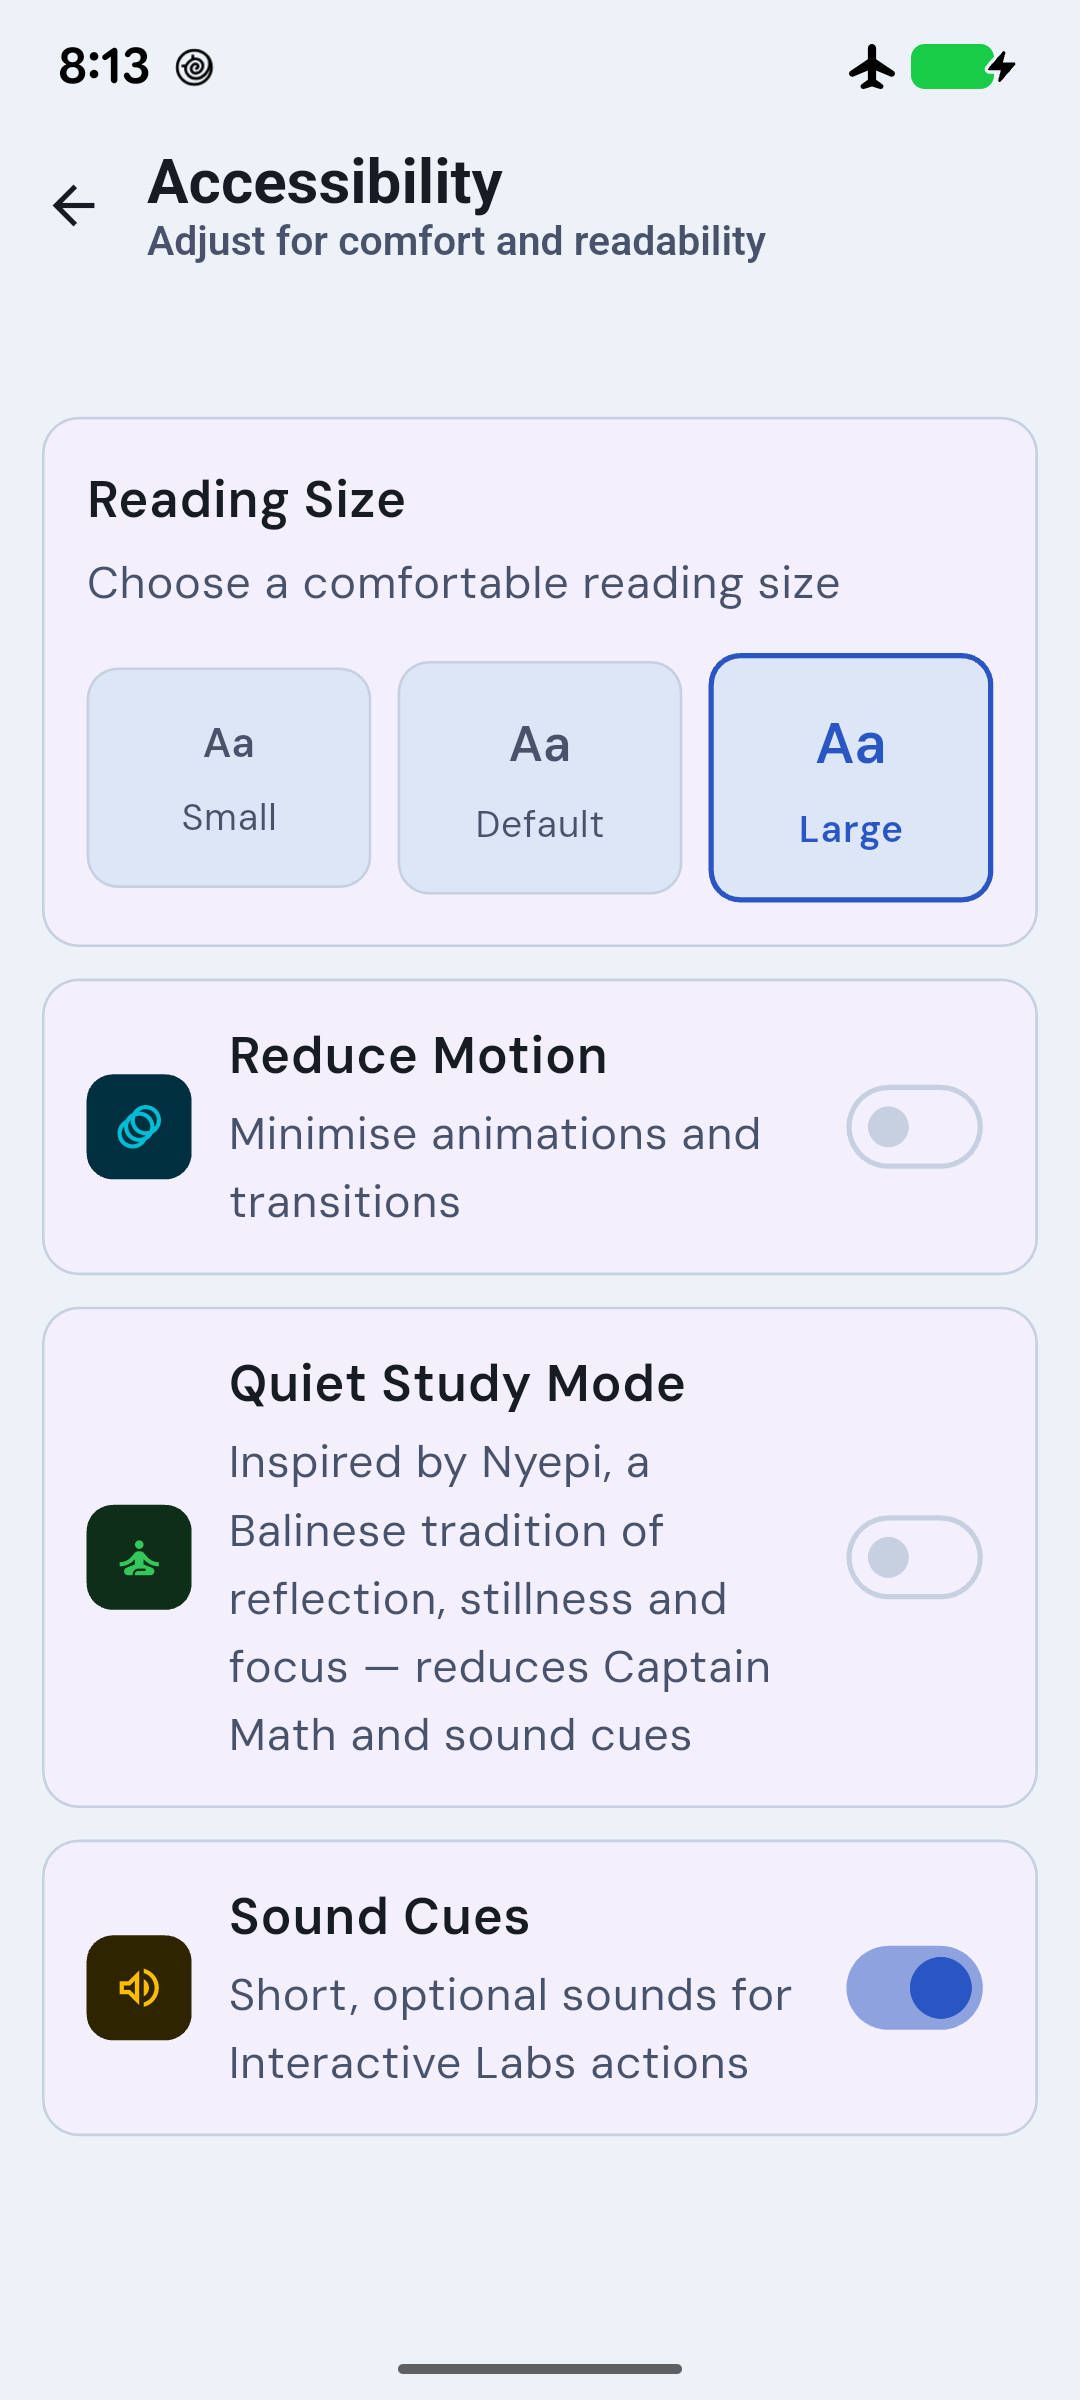 8:13
Accessibility
Adjust for comfort and readability
Reading Size
Choose a comfortable reading size
Aa
Small
Aa
Default
Aa
Large
Reduce Motion
Minimise animations and
transitions
Quiet Study Mode
Inspired by Nyepi, a
Balinese tradition of
reflection, stillness and
focus — reduces Captain
Math and sound cues
Sound Cues
Short, optional sounds for
Interactive Labs actions